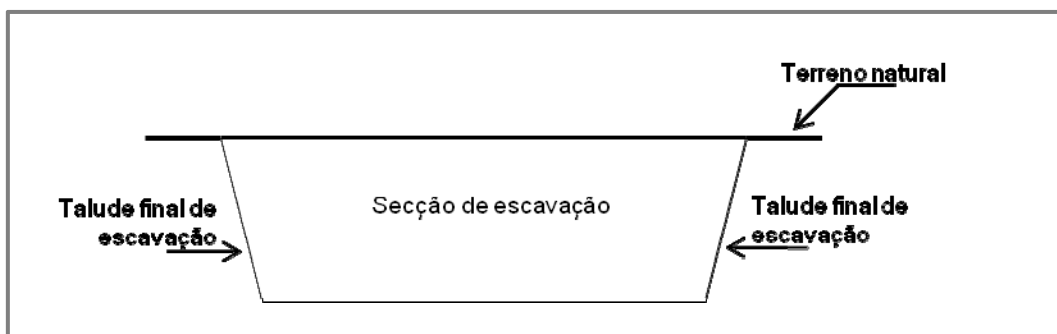 Terreno natural
Talude final de
escavação
Secção de escavação
Talude final de
escavação